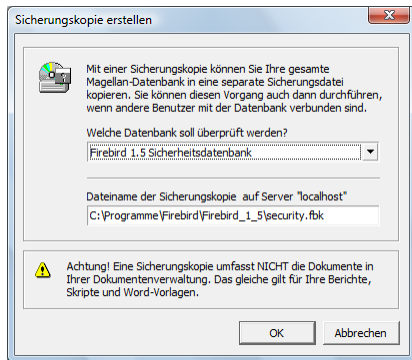 Sicherungskopie erstellen
Mit einer Sicherungskopie können Sie Ihre gesamte
Magellan-Datenbank in eine separate Sicherungsdatei
kopieren. Sie können diesen Vorgang auch dann durchführen,
wenn andere Benutzer mit der Datenbank verbunden sind.
Welche Datenbank soll überprüft werden?
Firebird 1.5 Sicherheitsdatenbank
Dateiname der Sicherungskopie auf Server "localhost"
C:\Programme\Firebird\Firebird_1_5\security.fbk
Achtung! Eine Sicherungskopie umfasst NICHT die Dokumente in
Ihrer Dokumentenverwaltung. Das gleiche gilt für Ihre Berichte,
Skripte und Word-Vorlagen.
OK
Abbrechen